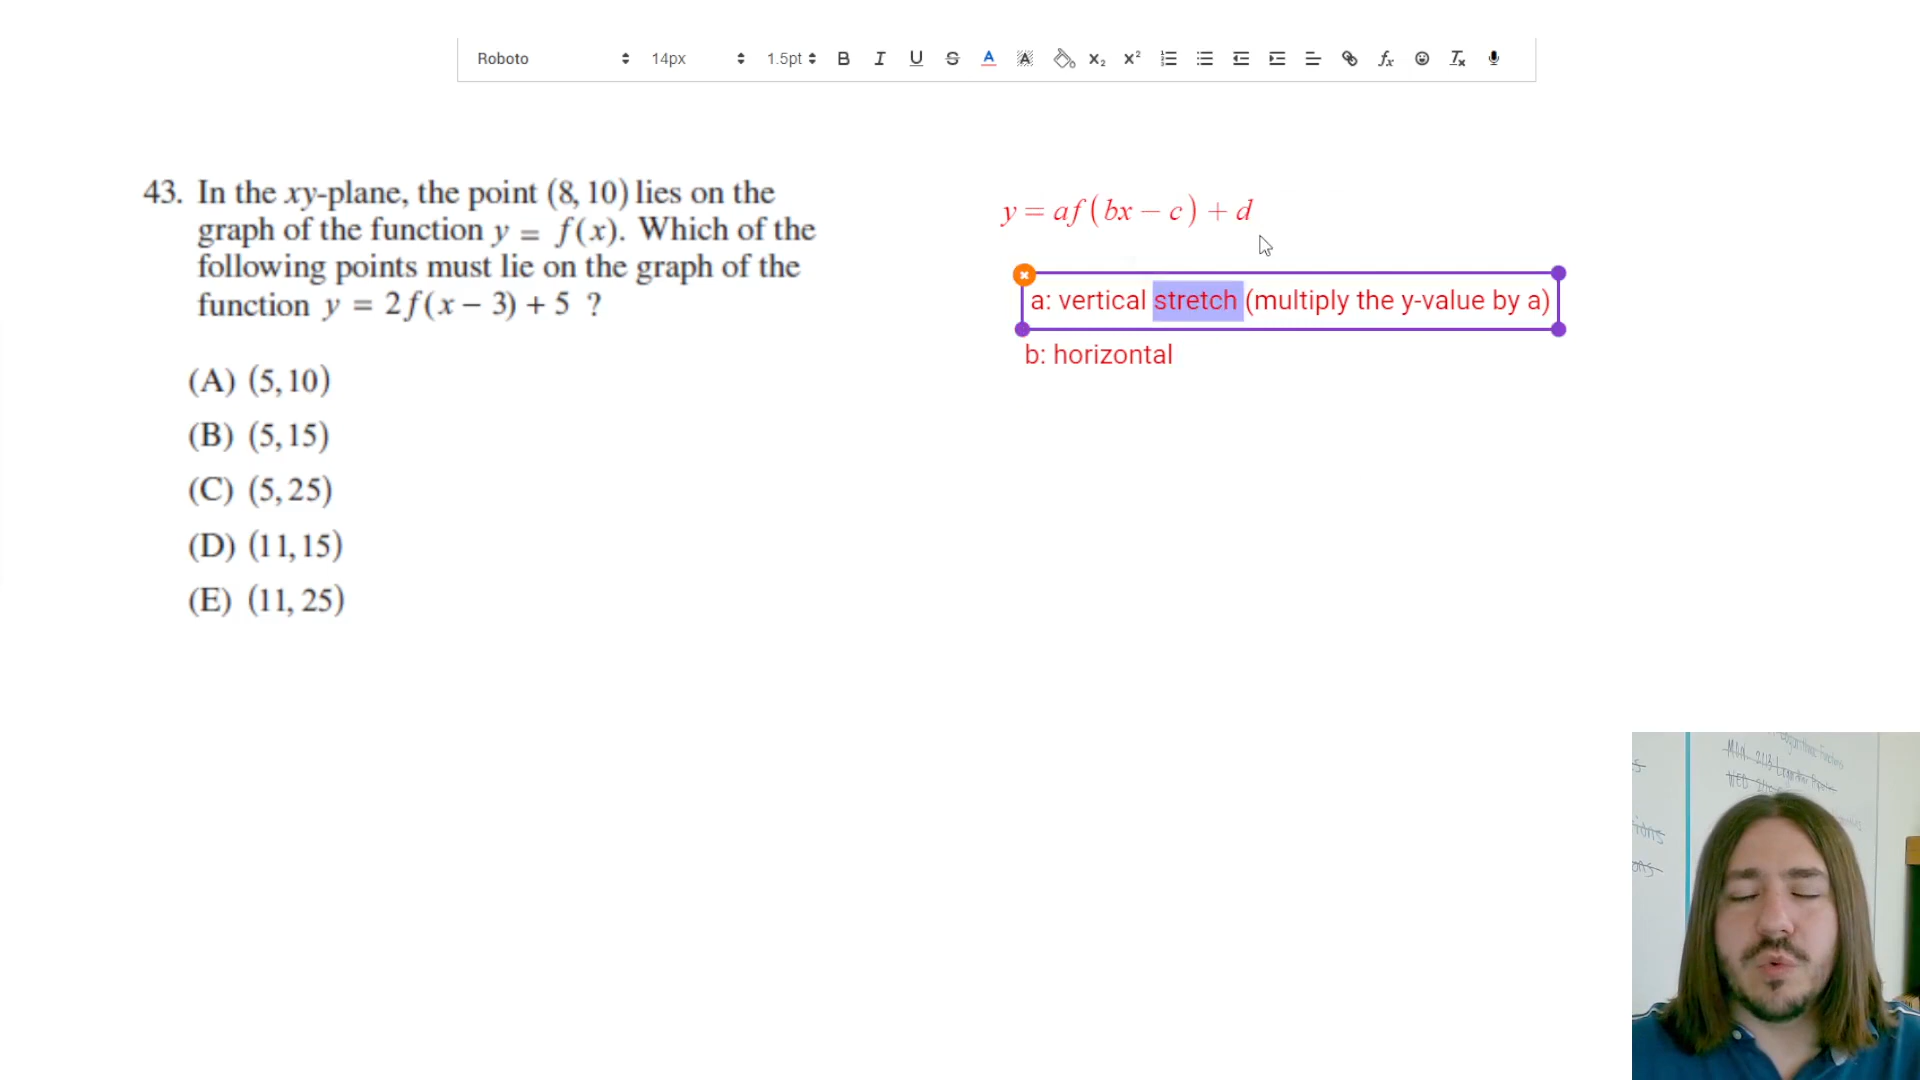 Roboto 14px 1.5pt
43. In the xy-plane, the point (8, 10) lies on the
graph of the function y = f(x). Which of the
following points must lie on the graph of the
function y = 2f(x − 3) + 5 ?
(A) (5, 10)
(B) (5, 15)
(C) (5, 25)
(D) (11, 15)
(E) (11, 25)
y = af(bx − c) + d
a: vertical stretch (multiply the y-value by a)
b: horizontal